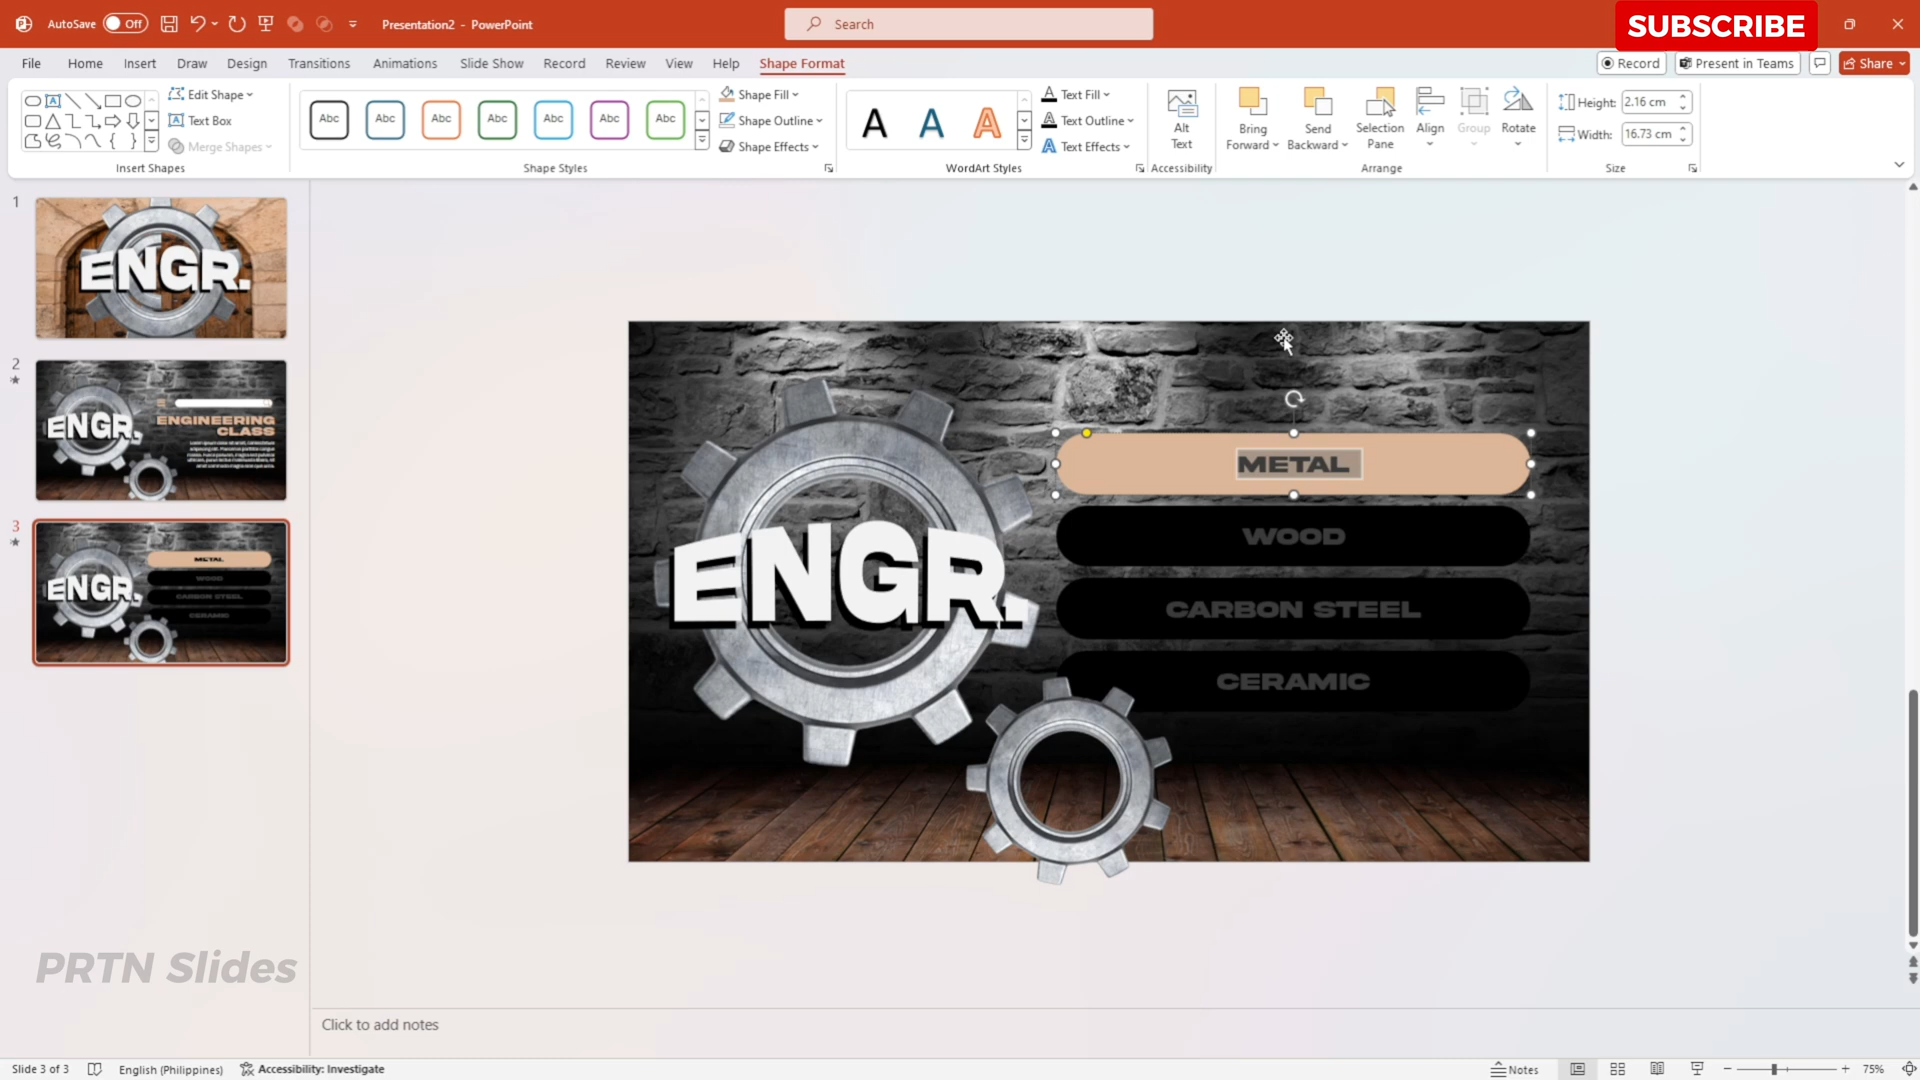 AutoSave Off Presentation2 - PowerPoint Search SUBSCRIBE
File Home Insert Draw Design Transitions Animations Slide Show Record Review View Help Shape Format Record Present in Teams Share
Edit Shape
Text Box
Merge Shapes
Insert Shapes
Abc Abc Abc Abc Abc Abc Abc
Shape Fill
Shape Outline
Shape Effects
Shape Styles
A A A
Text Fill
Text Outline
Text Effects
WordArt Styles
Alt Text
Accessibility
Bring Forward
Send Backward
Selection Pane
Align
Group
Rotate
Arrange
Height: 2.16 cm
Width: 16.73 cm
Size
1
ENGR.
2
ENGR.
ENGINEERING
CLASS
3
ENGR.
METAL
WOOD
CARBON STEEL
CERAMIC
ENGR.
METAL
WOOD
CARBON STEEL
CERAMIC
PRTN Slides
Click to add notes
Slide 3 of 3 English (Philippines) Accessibility: Investigate Notes 75%